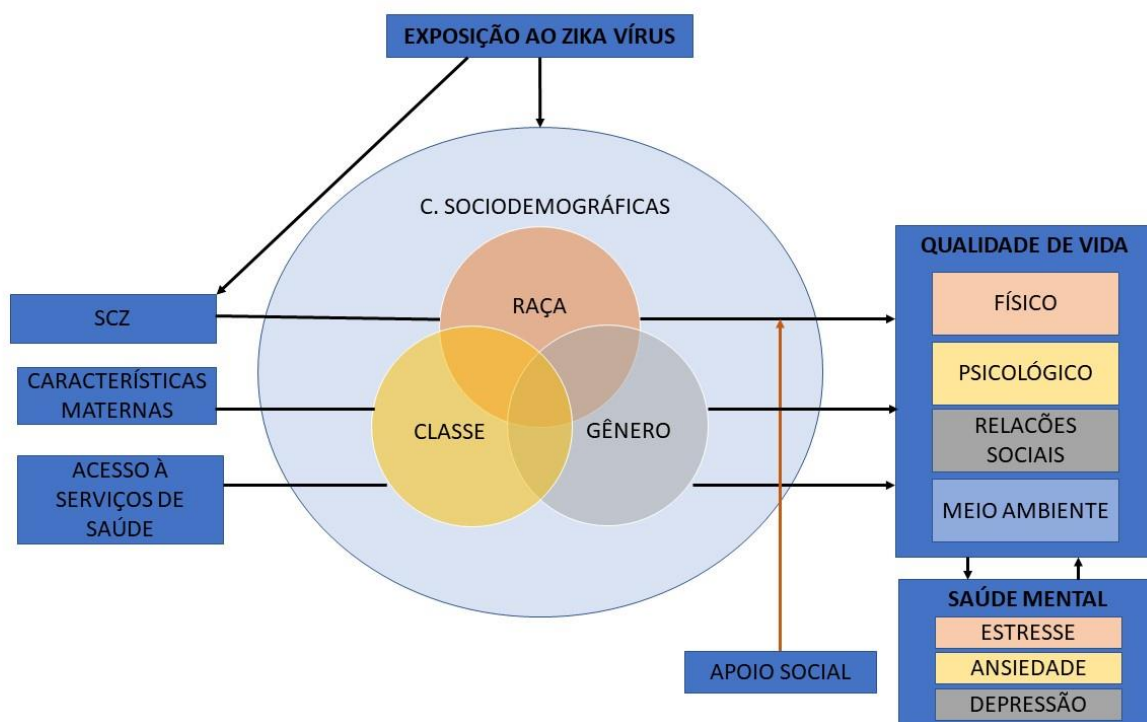 EXPOSIÇÃO AO ZIKA VÍRUS
C. SOCIODEMOGRÁFICAS
RAÇA
CLASSE
GÊNERO
SCZ
CARACTERÍSTICAS
MATERNAS
ACESSO À
SERVIÇOS DE
SAÚDE
QUALIDADE DE VIDA
FÍSICO
PSICOLÓGICO
RELACÕES
SOCIAIS
MEIO AMBIENTE
APOIO SOCIAL
SAÚDE MENTAL
ESTRESSE
ANSIEDADE
DEPRESSÃO